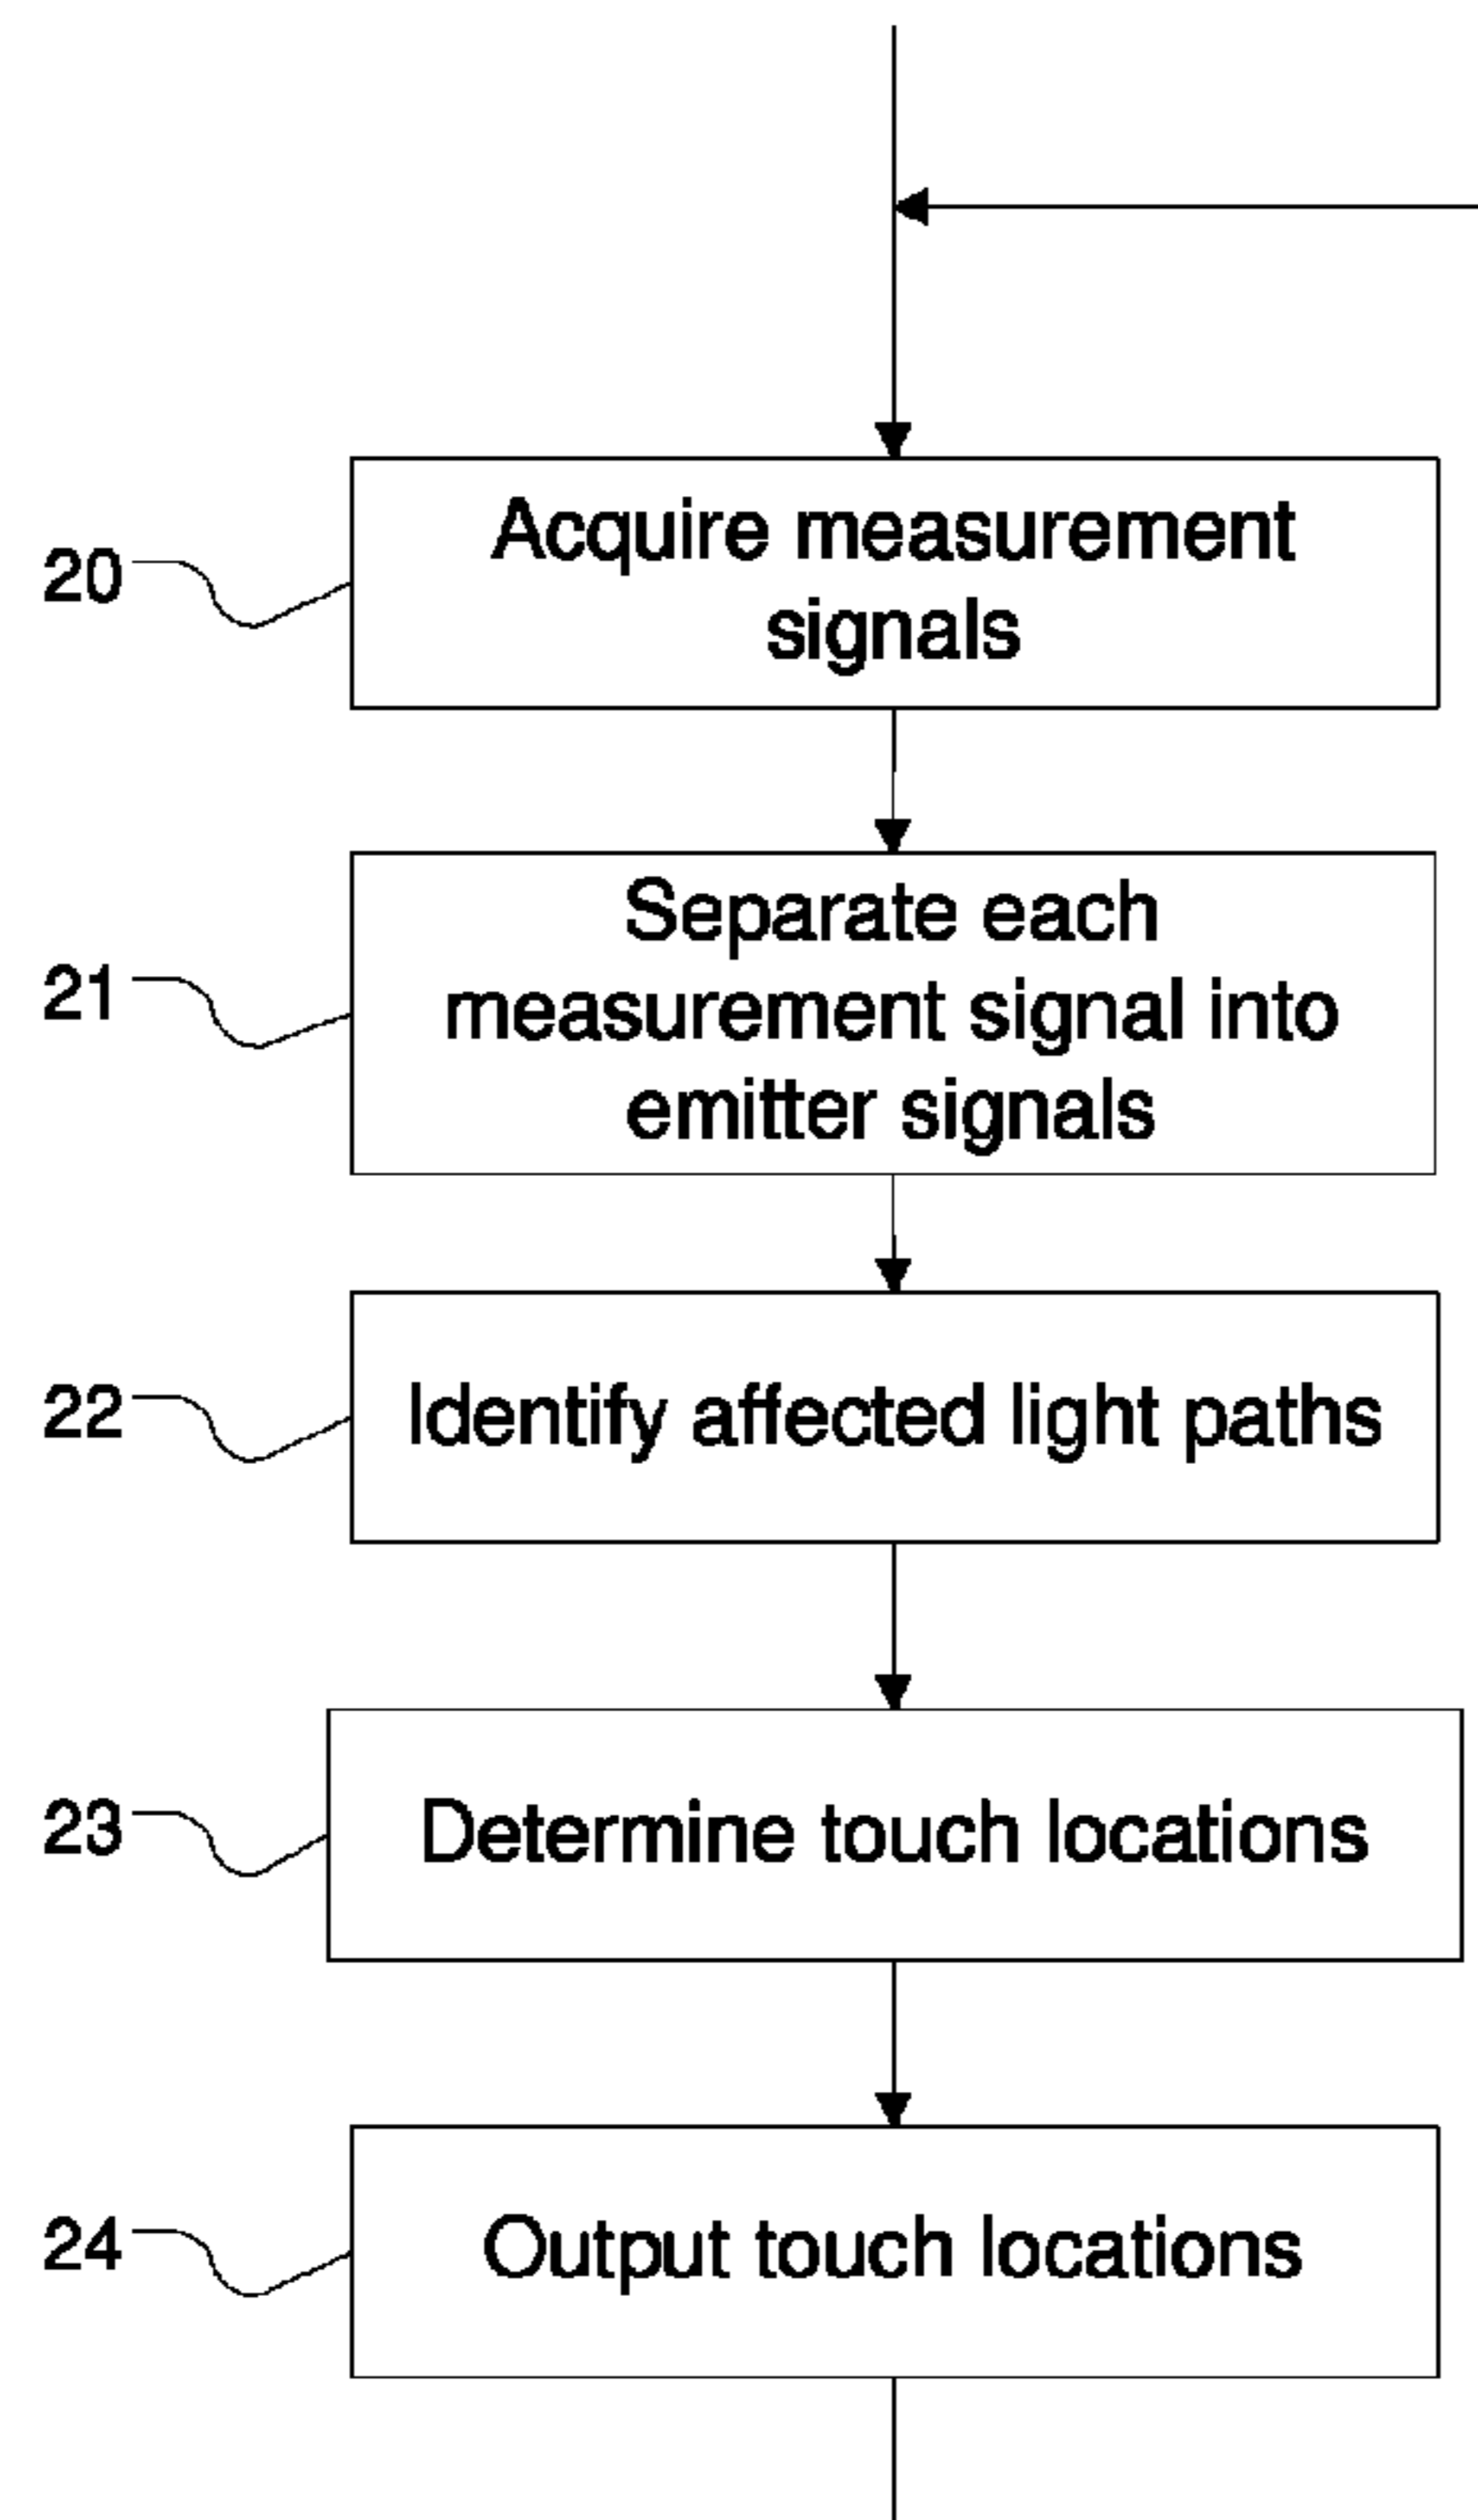 20
Acquire measurement
signals
21
Separate each
measurement signal into
emitter signals
22
Identify affected light paths
23
Determine touch locations
24
Output touch locations